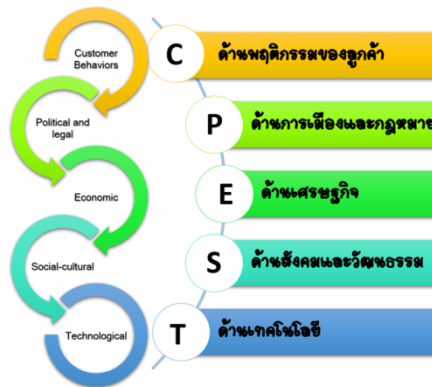 Customer
Behaviors
C
ด้านพฤติกรรมของลูกค้า
Political and
legal
P
ด้านการเมืองและกฎหมาย
Economic
E
ด้านเศรษฐกิจ
Social-cultural
S
ด้านสังคมและวัฒนธรรม
Technological
T
ด้านเทคโนโลยี